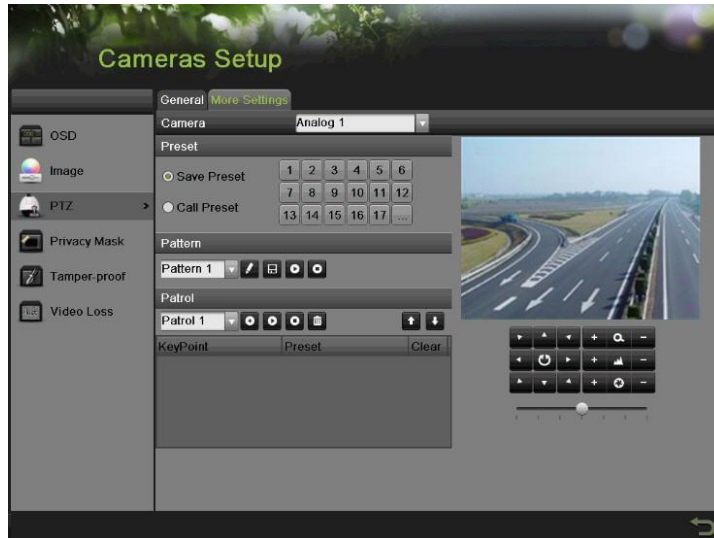 Cameras Setup
General More Settings
Camera Analog 1
OSD
Image
PTZ
Privacy Mask
Tamper-proof
Video Loss
Preset
Save Preset
Call Preset
1 2 3 4 5 6
7 8 9 10 11 12
13 14 15 16 17 ...
Pattern
Pattern 1
Patrol
Patrol 1
KeyPoint Preset Clear